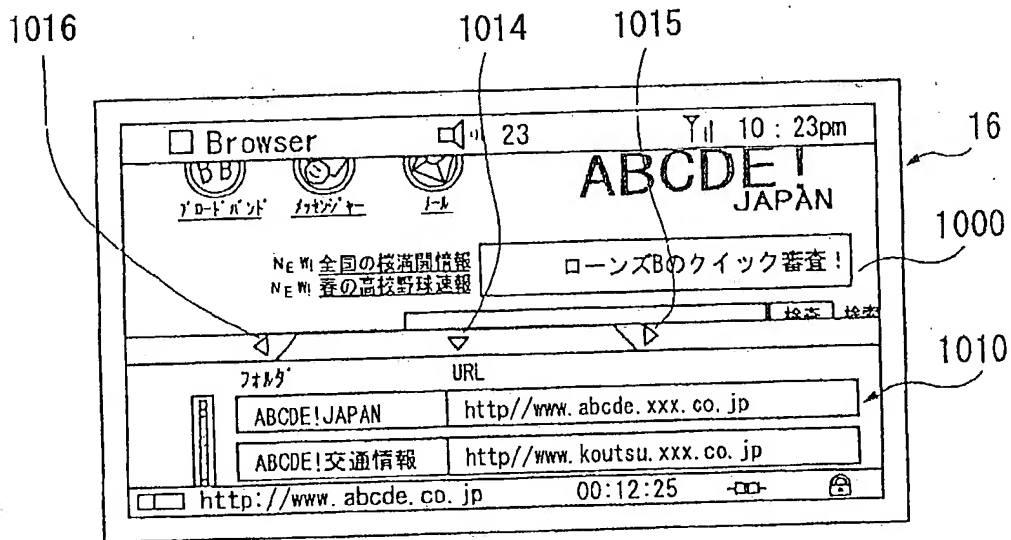 1016 1014 1015
Browser 23 10:23pm
16
BB
ブロードバンド メッセンジャー メール
ABCDE!
JAPAN
1000
NEW! 全国の桜満開情報
NEW! 春の高校野球速報
ローンズBのクイック審査!
検索 検索
1010
フォルダ URL
ABCDE!JAPAN http//www.abcde.xxx.co.jp
ABCDE!交通情報 http//www.koutsu.xxx.co.jp
http://www.abcde.co.jp 00:12:25